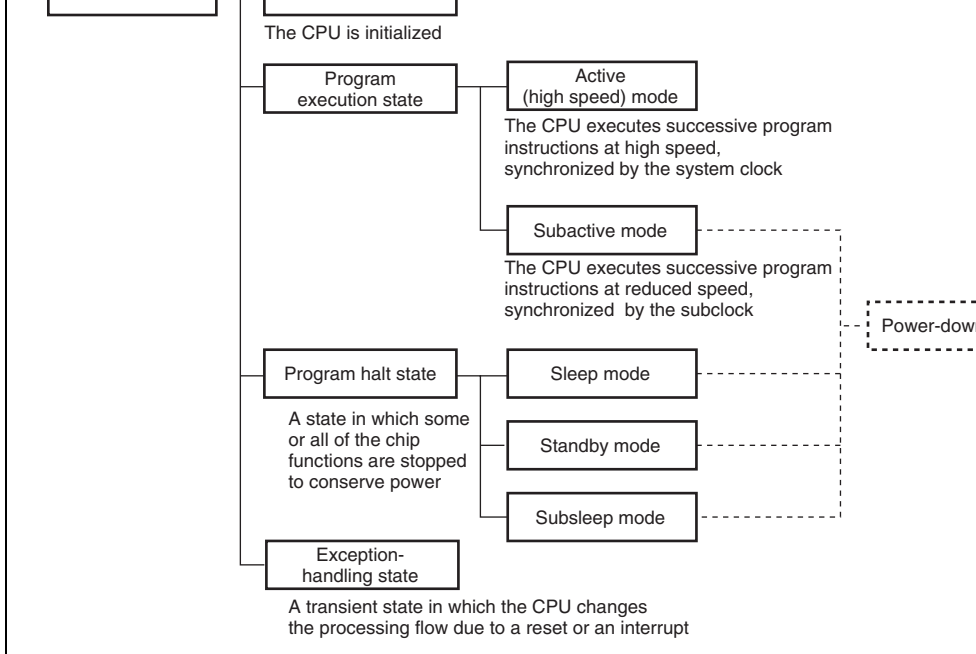 The CPU is initialized
Program
execution state
Active
(high speed) mode
The CPU executes successive program
instructions at high speed,
synchronized by the system clock
Subactive mode
The CPU executes successive program
instructions at reduced speed,
synchronized by the subclock
Program halt state
A state in which some
or all of the chip
functions are stopped
to conserve power
Sleep mode
Standby mode
Subsleep mode
Power-down
Exception-
handling state
A transient state in which the CPU changes
the processing flow due to a reset or an interrupt